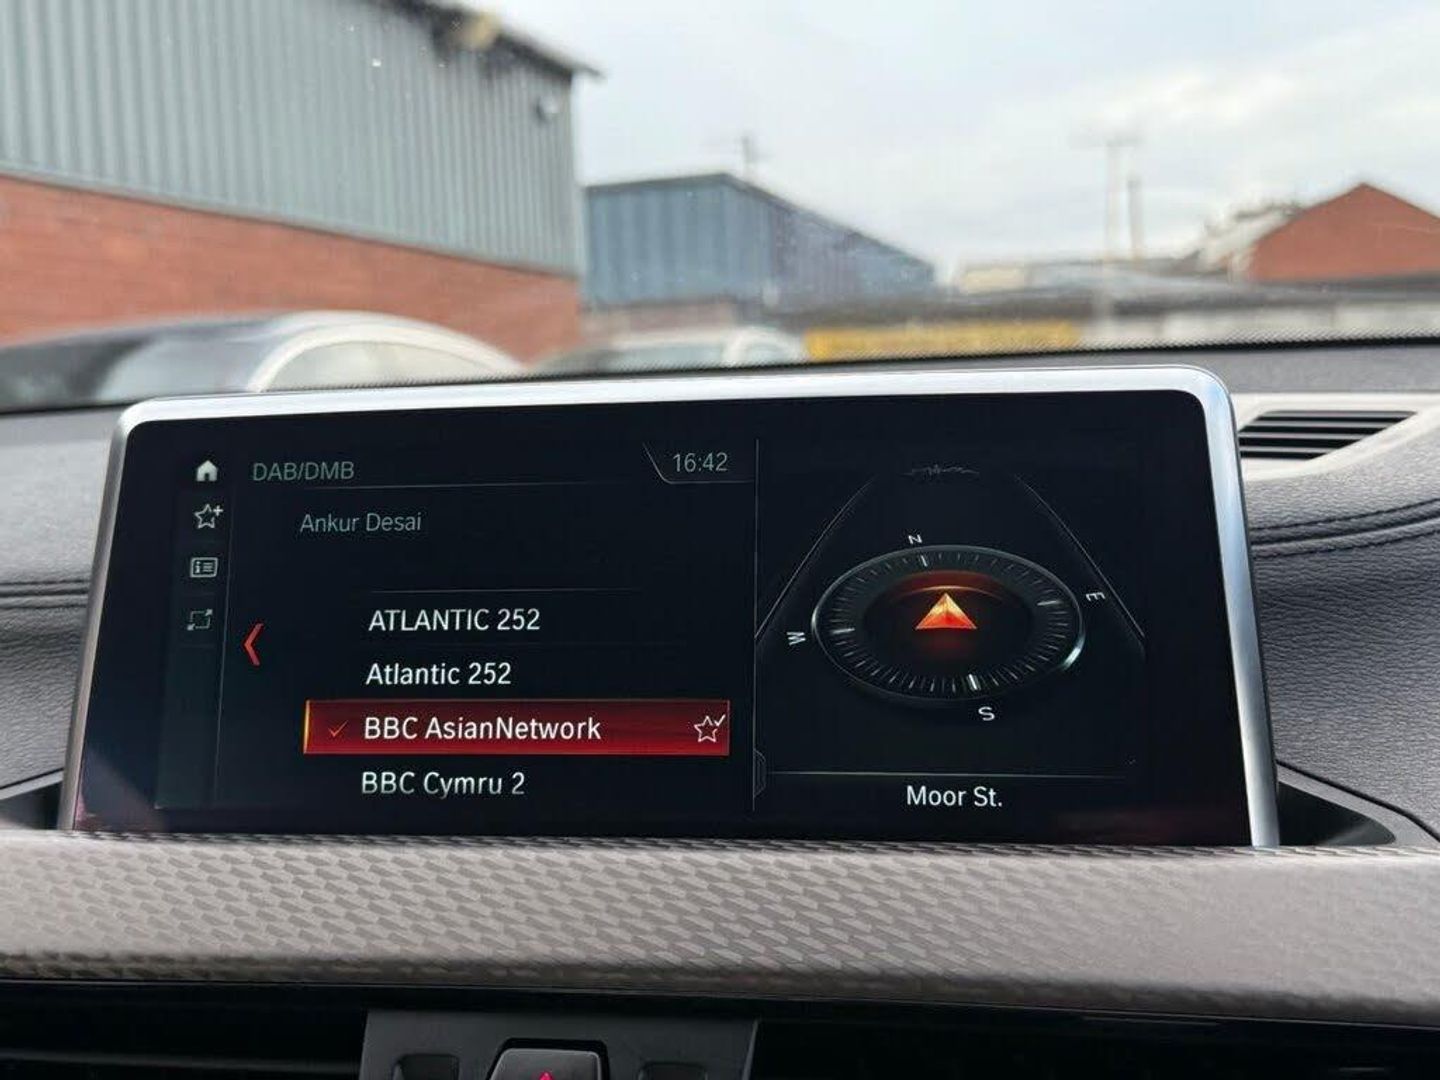 DAB/DMB
16:42
Ankur Desai
ATLANTIC 252
Atlantic 252
BBC AsianNetwork
BBC Cymru 2
N
E
W
S
Moor St.